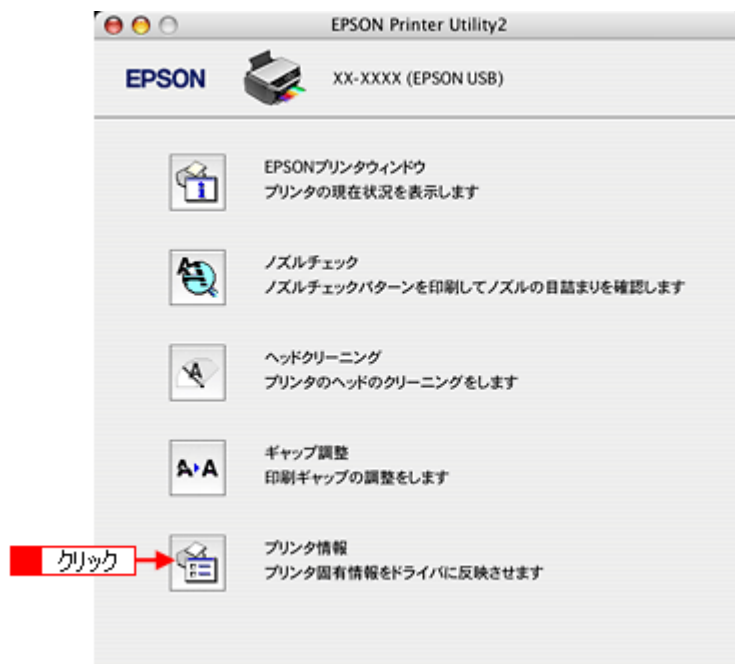 EPSON Printer Utility2
EPSON
XX-XXXX (EPSON USB)
EPSONプリンタウィンドウ
プリンタの現在状況を表示します
ノズルチェック
ノズルチェックパターンを印刷してノズルの目詰まりを確認します
ヘッドクリーニング
プリンタのヘッドのクリーニングをします
ギャップ調整
印刷ギャップの調整をします
クリック
プリンタ情報
プリンタ固有情報をドライバに反映させます